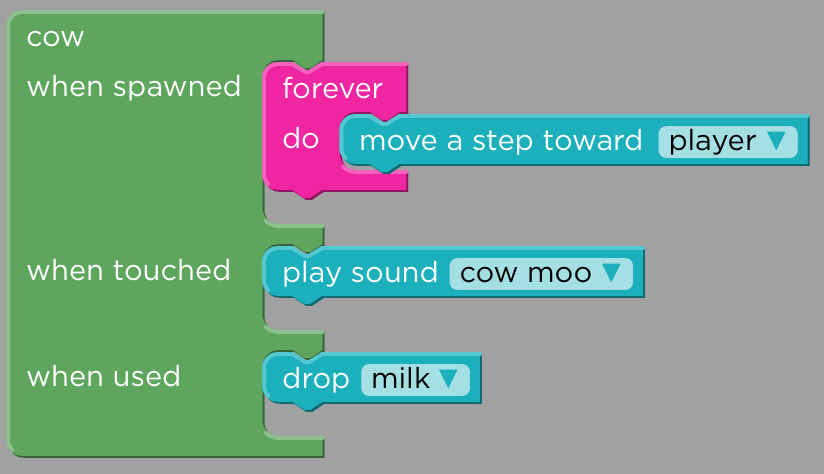 cow
when spawned forever
do move a step toward player
when touched play sound cow moo
when used drop milk